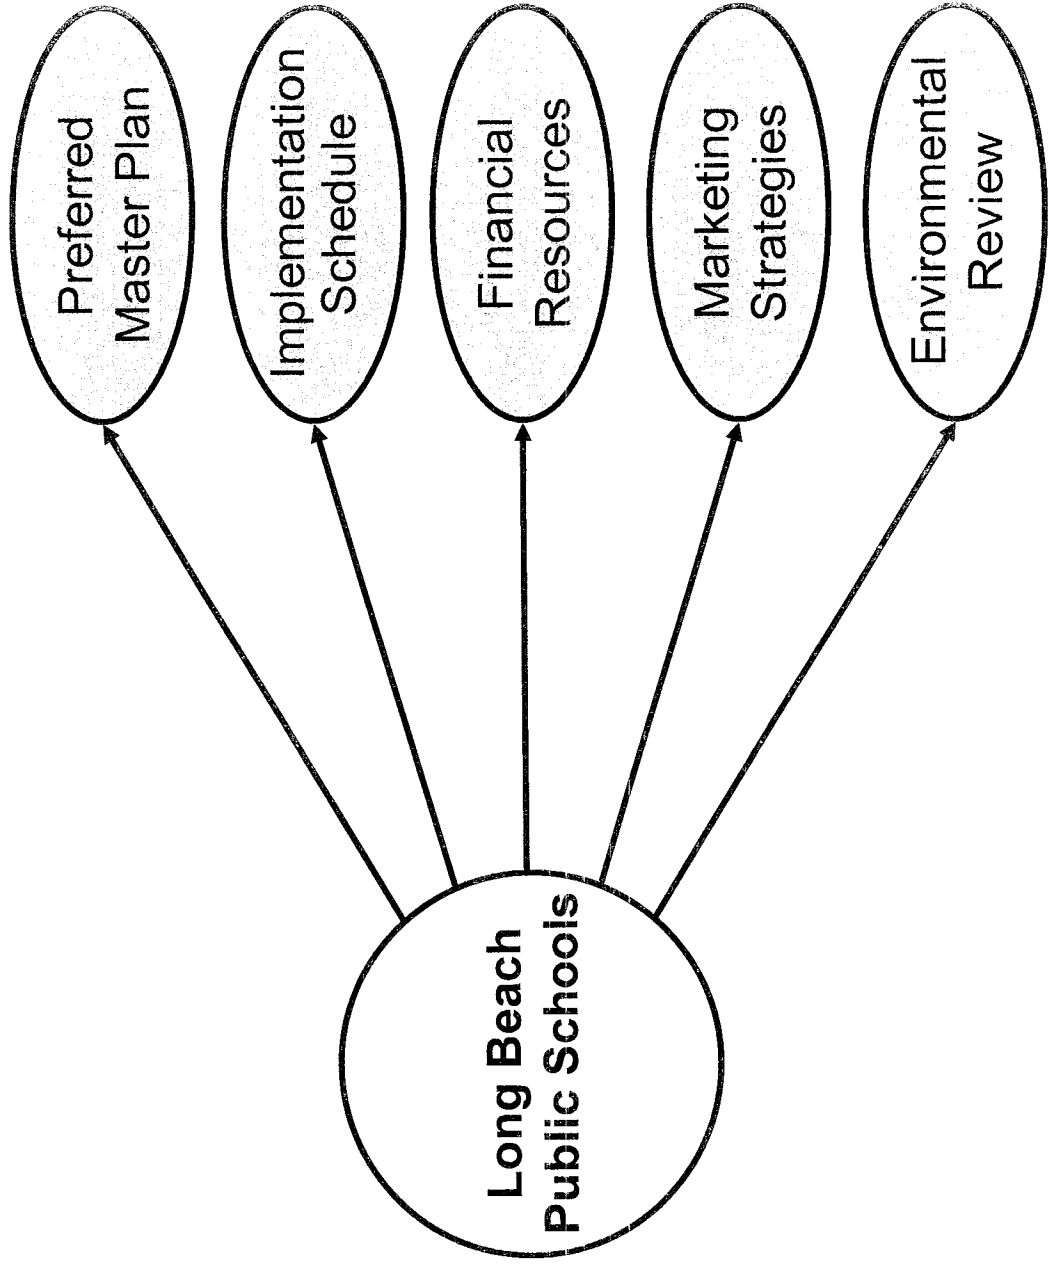 Long Beach
Public Schools
Preferred
Master Plan
Implementation
Schedule
Financial
Resources
Marketing
Strategies
Environmental
Review